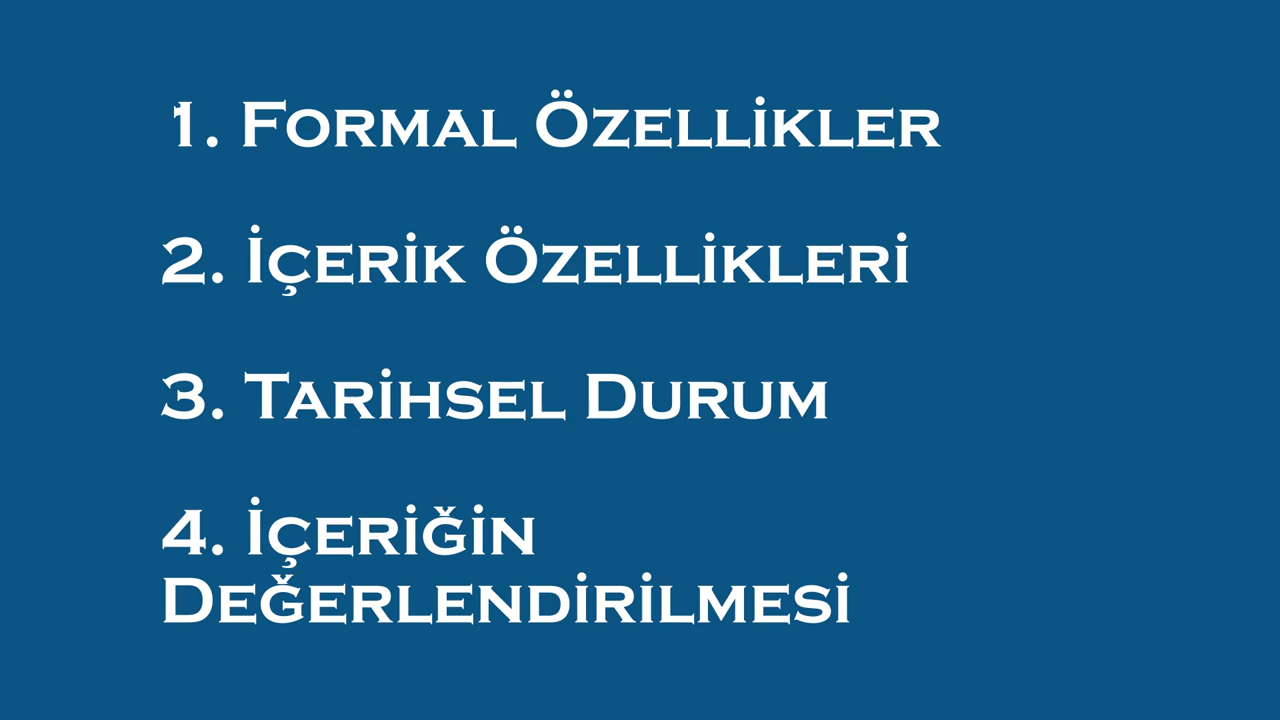 1. Formal Özellikler
2. İçerik Özellikleri
3. Tarihsel Durum
4. İçeriğin
Değerlendirilmesi